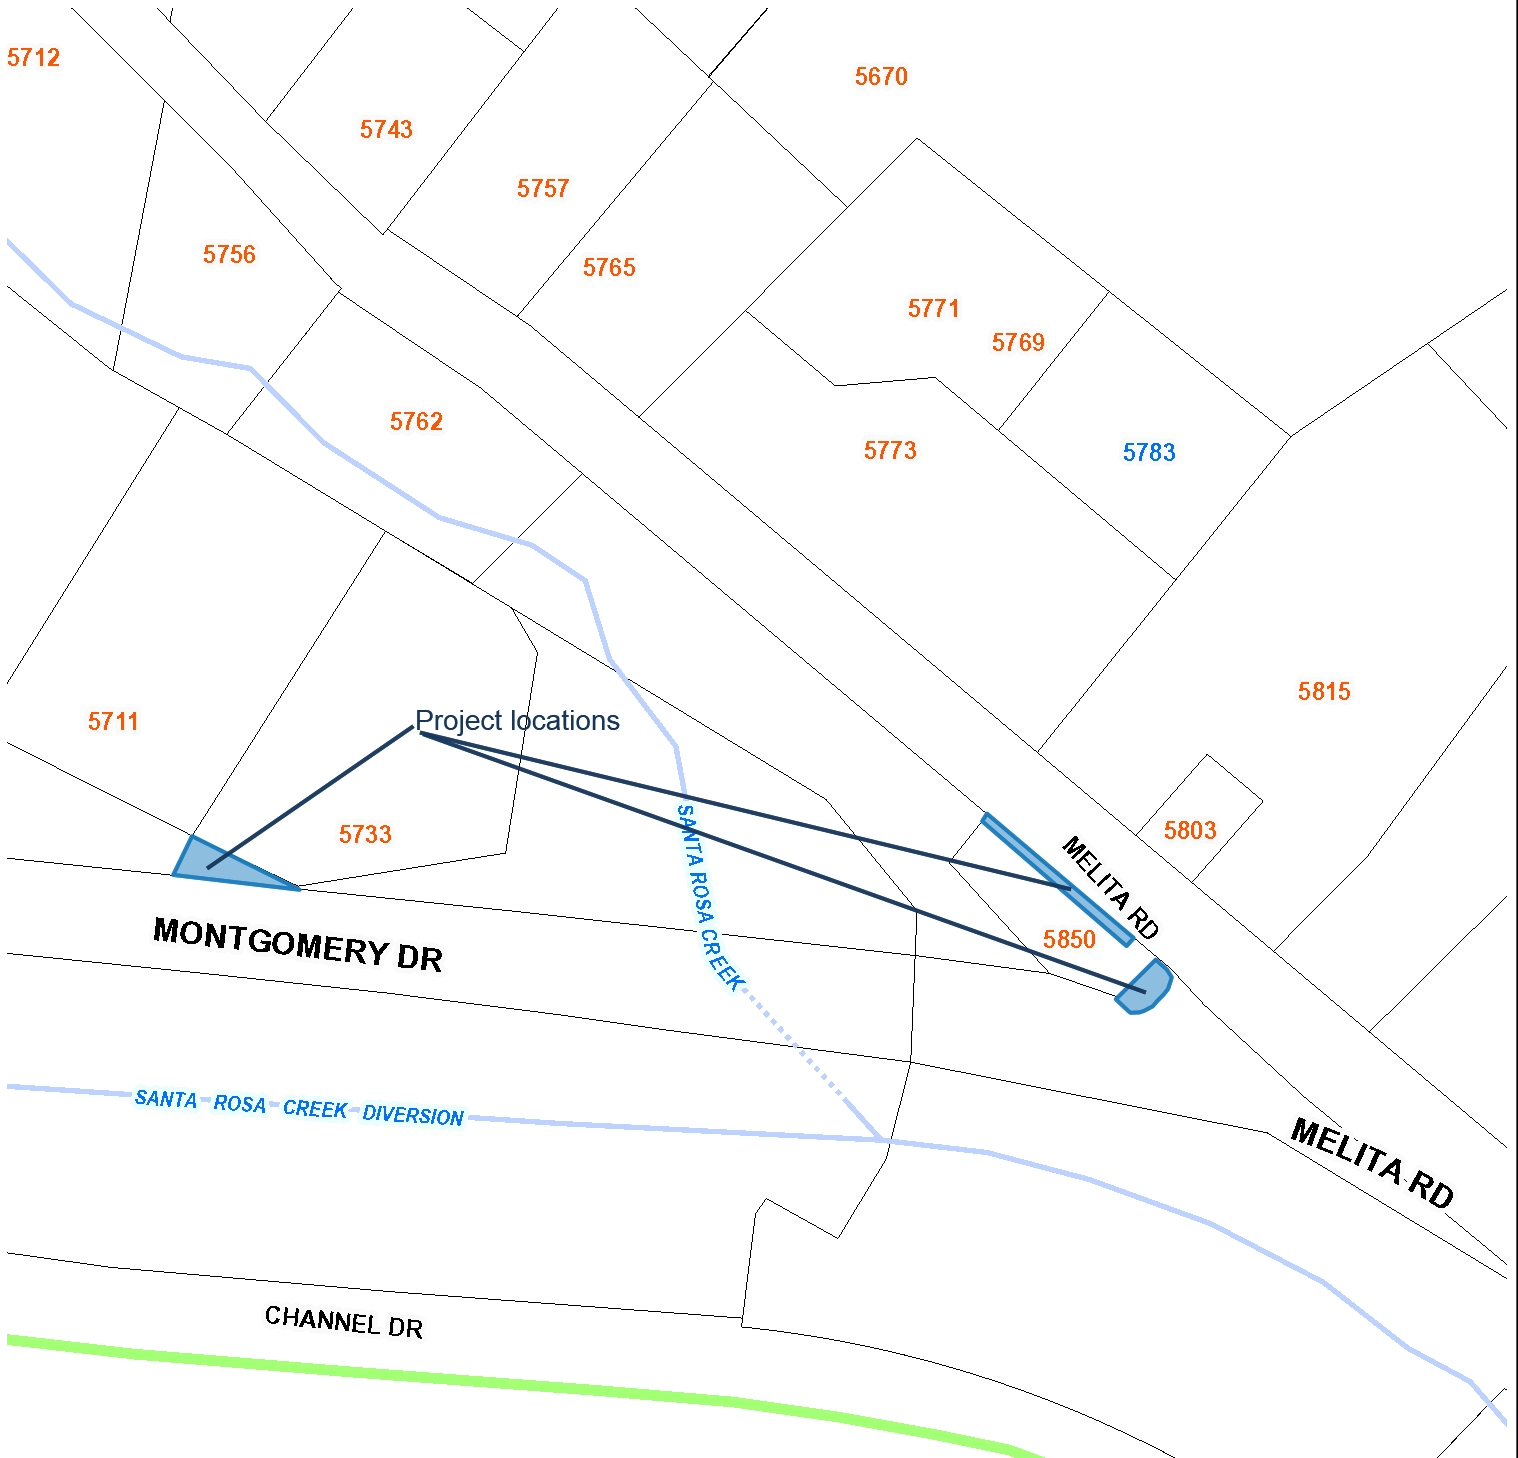 5712
5670
5743
5757
5756
5765
5771
5769
5762
5773
5783
5815
5711
Project locations
5733
5803
SANTA ROSA CREEK
MELITA RD
5850
MONTGOMERY DR
SANTA ROSA CREEK DIVERSION
MELITA RD
CHANNEL DR